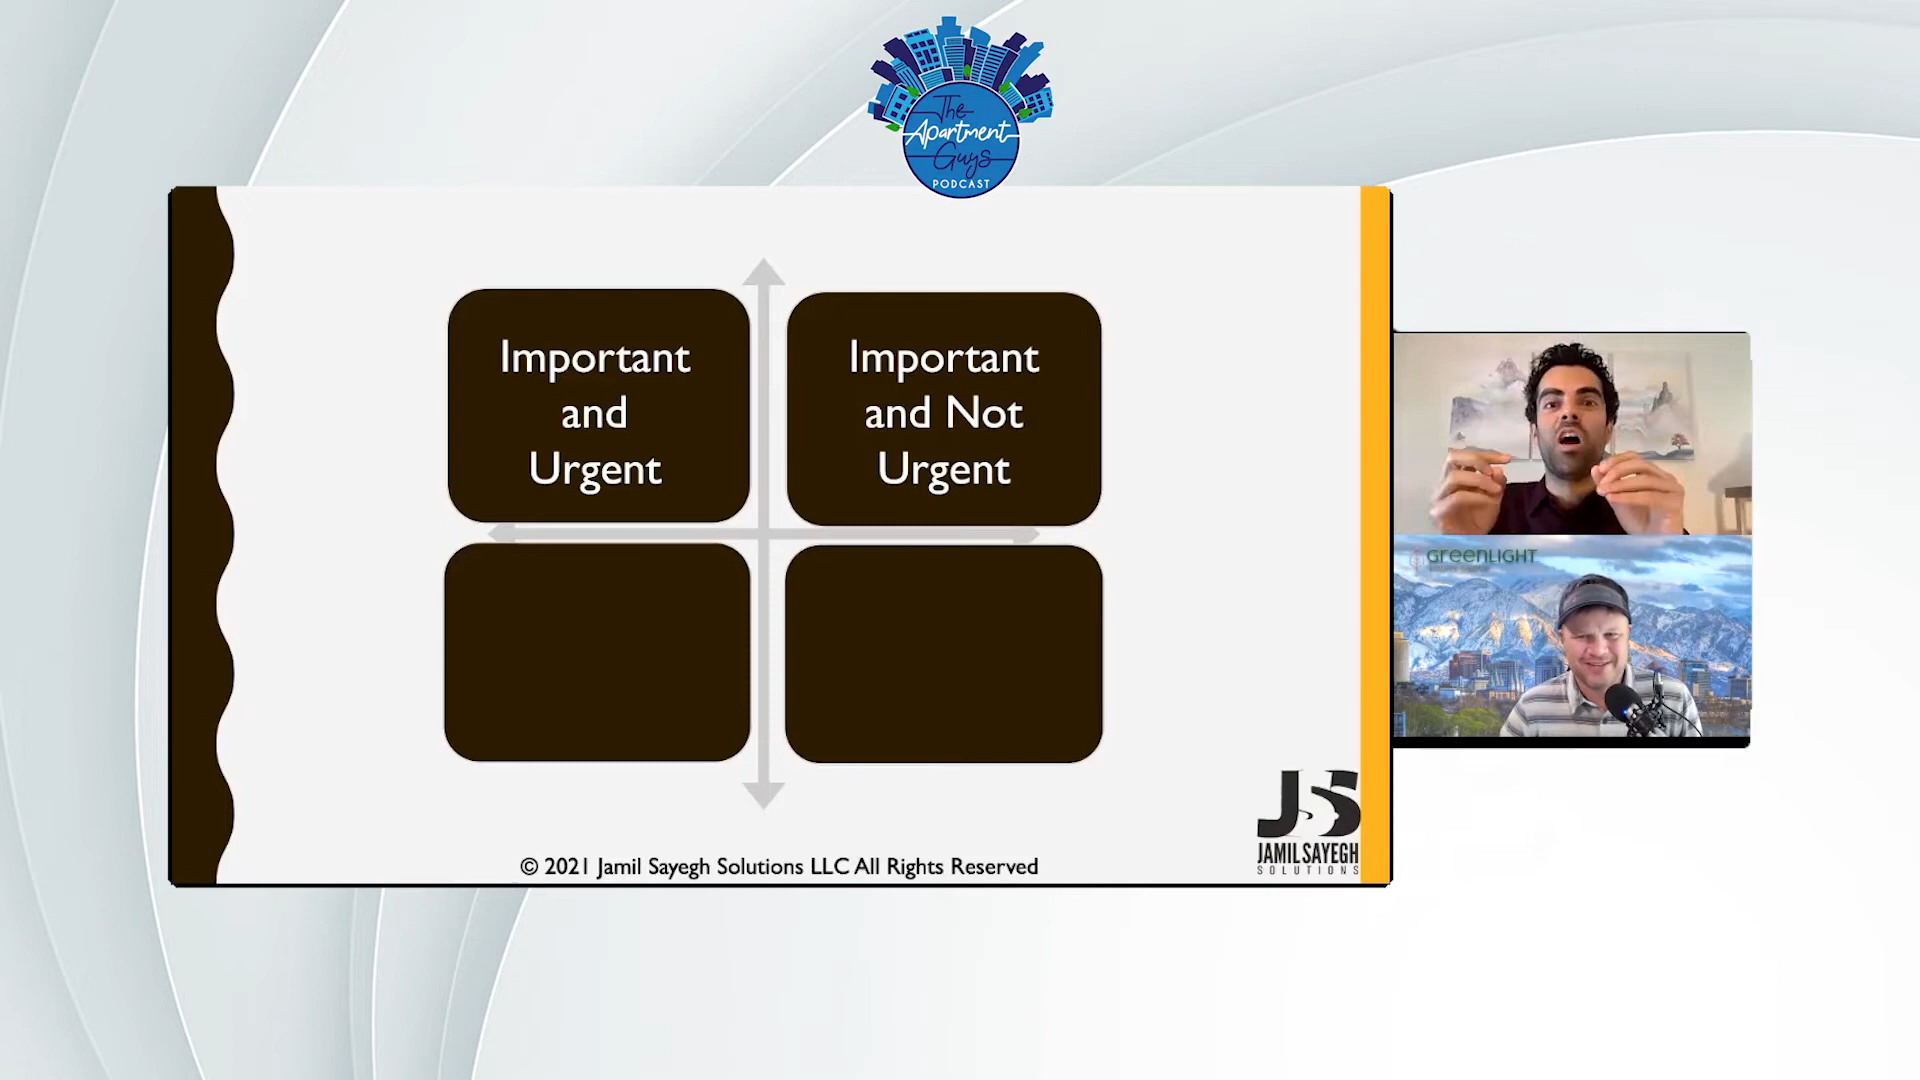 The
Apartment
Guys
PODCAST
Important
and
Urgent
Important
and Not
Urgent
GreenLIGHT
JSS
JAMIL SAYEGH
SOLUTIONS
© 2021 Jamil Sayegh Solutions LLC All Rights Reserved